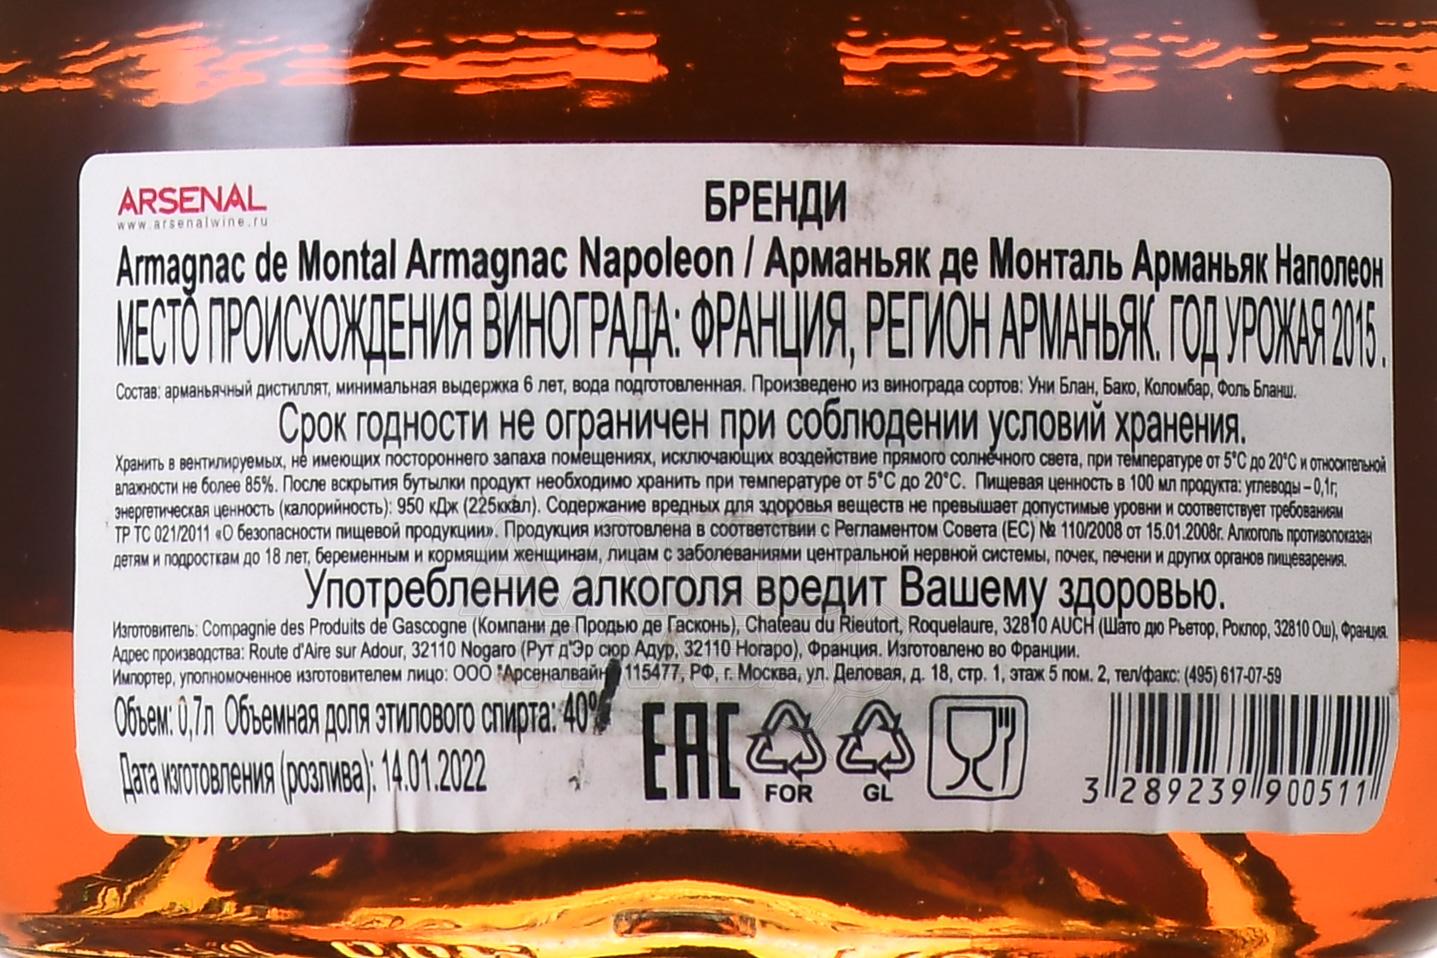 ARSENAL
www.arsenalwine.ru
БРЕНДИ
Armagnac de Montal Armagnac Napoleon / Арманьяк де Монталь Арманьяк Наполеон
МЕСТО ПРОИСХОЖДЕНИЯ ВИНОГРАДА: ФРАНЦИЯ, РЕГИОН АРМАНЬЯК. ГОД УРОЖАЯ 2015 .
Состав: арманьячный дистиллят, минимальная выдержка 6 лет, вода подготовленная. Произведено из винограда сортов: Уни Блан, Бако, Коломбар, Фоль Бланш.
Срок годности не ограничен при соблюдении условий хранения.
Хранить в вентилируемых, не имеющих постороннего запаха помещениях, исключающих воздействие прямого солнечного света, при температуре от 5°С до 20°С и относительной
влажности не более 85%. После вскрытия бутылки продукт необходимо хранить при температуре от 5°С до 20°С. Пищевая ценность в 100 мл продукта: углеводы – 0,1г;
энергетическая ценность (калорийность): 950 кДж (225ккал). Содержание вредных для здоровья веществ не превышает допустимые уровни и соответствует требованиям
ТР ТС 021/2011 «О безопасности пищевой продукции». Продукция изготовлена в соответствии с Регламентом Совета (ЕС) № 110/2008 от 15.01.2008г. Алкоголь противопоказан
детям и подросткам до 18 лет, беременным и кормящим женщинам, лицам с заболеваниями центральной нервной системы, почек, печени и других органов пищеварения.
Употребление алкоголя вредит Вашему здоровью.
Изготовитель: Compagnie des Produits de Gascogne (Компани де Продью де Гасконь), Chateau du Rieutort, Roquelaure, 32810 AUCH (Шато дю Рьетор, Роклор, 32810 Ош), Франция.
Адрес производства: Route d'Aire sur Adour, 32110 Nogaro (Рут д'Эр сюр Адур, 32110 Ногаро), Франция. Изготовлено во Франции.
Импортер, уполномоченное изготовителем лицо: ООО "Арсеналвайн" 115477, РФ, г. Москва, ул. Деловая, д. 18, стр. 1, этаж 5 пом. 2, тел/факс: (495) 617-07-59
Объем: 0,7л Объемная доля этилового спирта: 40%
Дата изготовления (розлива): 14.01.2022
EAC
FOR
GL
3 289239 900511